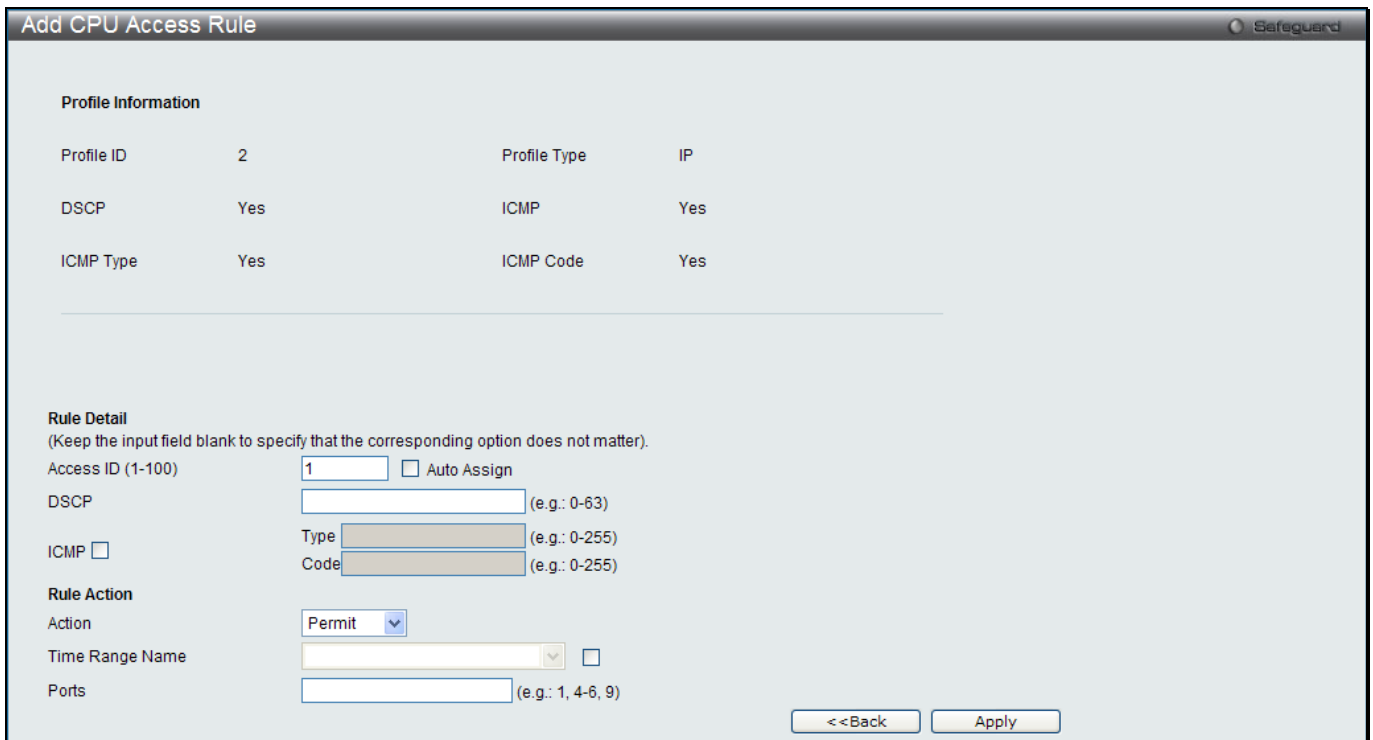 Add CPU Access Rule Safeguard
Profile Information
Profile ID 2 Profile Type IP
DSCP Yes ICMP Yes
ICMP Type Yes ICMP Code Yes
Rule Detail
(Keep the input field blank to specify that the corresponding option does not matter).
Access ID (1-100) 1 Auto Assign
DSCP (e.g.: 0-63)
ICMP Type (e.g.: 0-255)
Code (e.g.: 0-255)
Rule Action
Action Permit
Time Range Name
Ports (e.g.: 1, 4-6, 9)
<<Back Apply